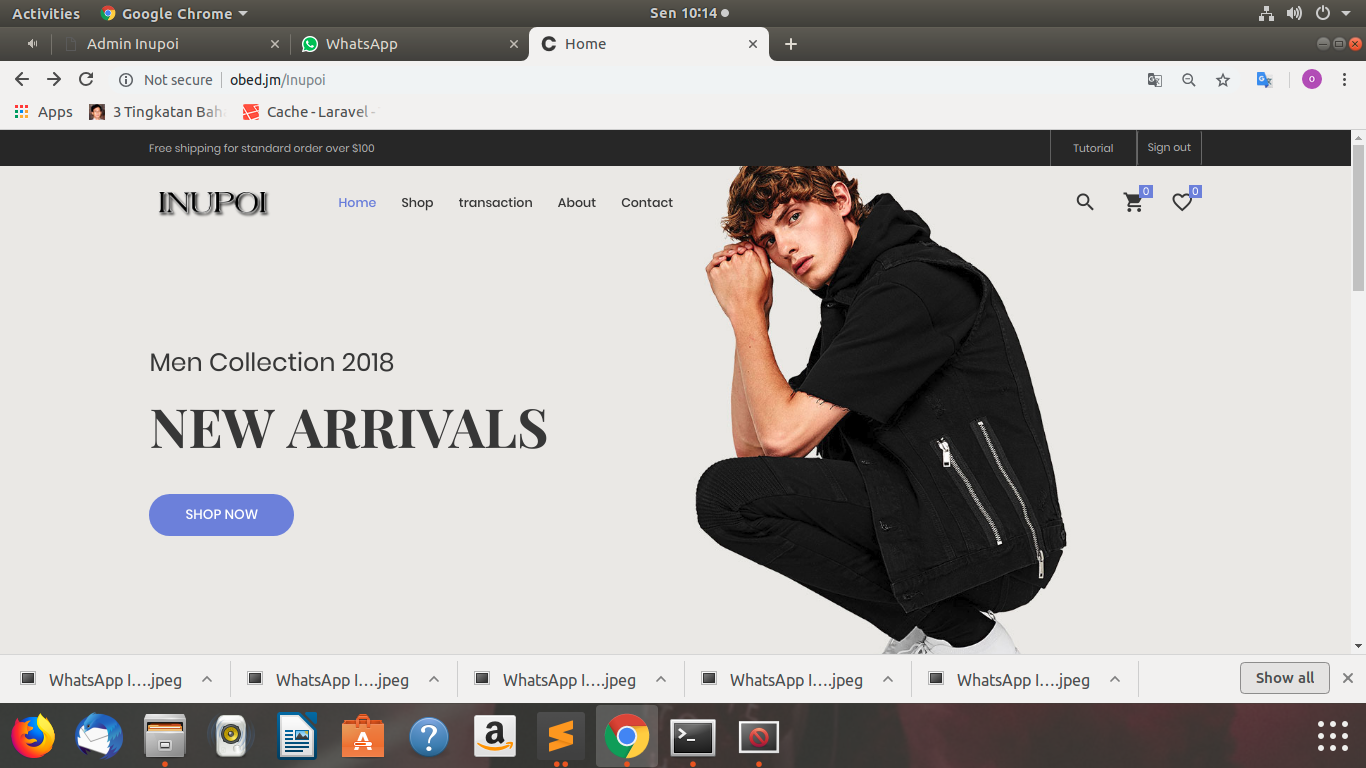 Activities Google Chrome Sen 10:14
Admin Inupoi WhatsApp Home
Not secure obed.jm/Inupoi O
Apps 3 Tingkatan Bah Cache - Laravel -
Free shipping for standard order over $100 Tutorial Sign out
INUPOI Home Shop transaction About Contact 0 0
Men Collection 2018
NEW ARRIVALS
SHOP NOW
WhatsApp I….jpeg WhatsApp I….jpeg WhatsApp I….jpeg WhatsApp I….jpeg WhatsApp I….jpeg Show all